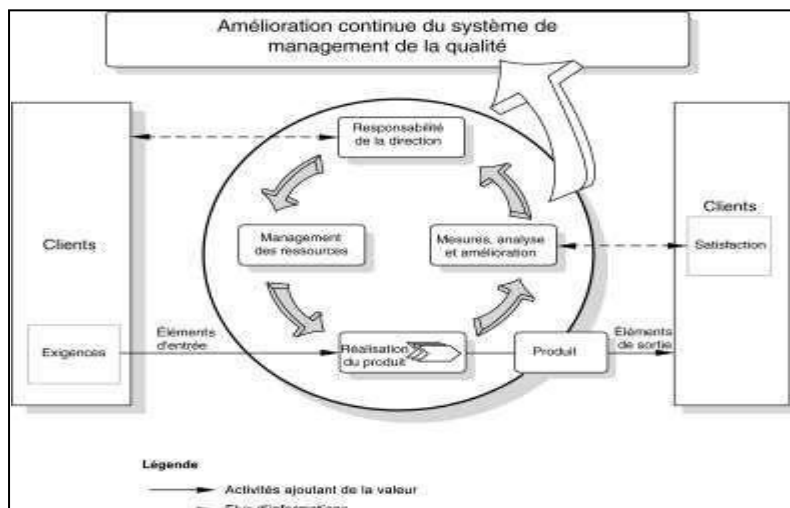 Amélioration continue du système de
management de la qualité
Responsabilité
de la direction
Clients
Exigences
Management
des ressources
Mesures, analyse
et amélioration
Clients
Satisfaction
Éléments
d'entrée
Réalisation
du produit
Produit
Éléments
de sortie
Légende
Activités ajoutant de la valeur